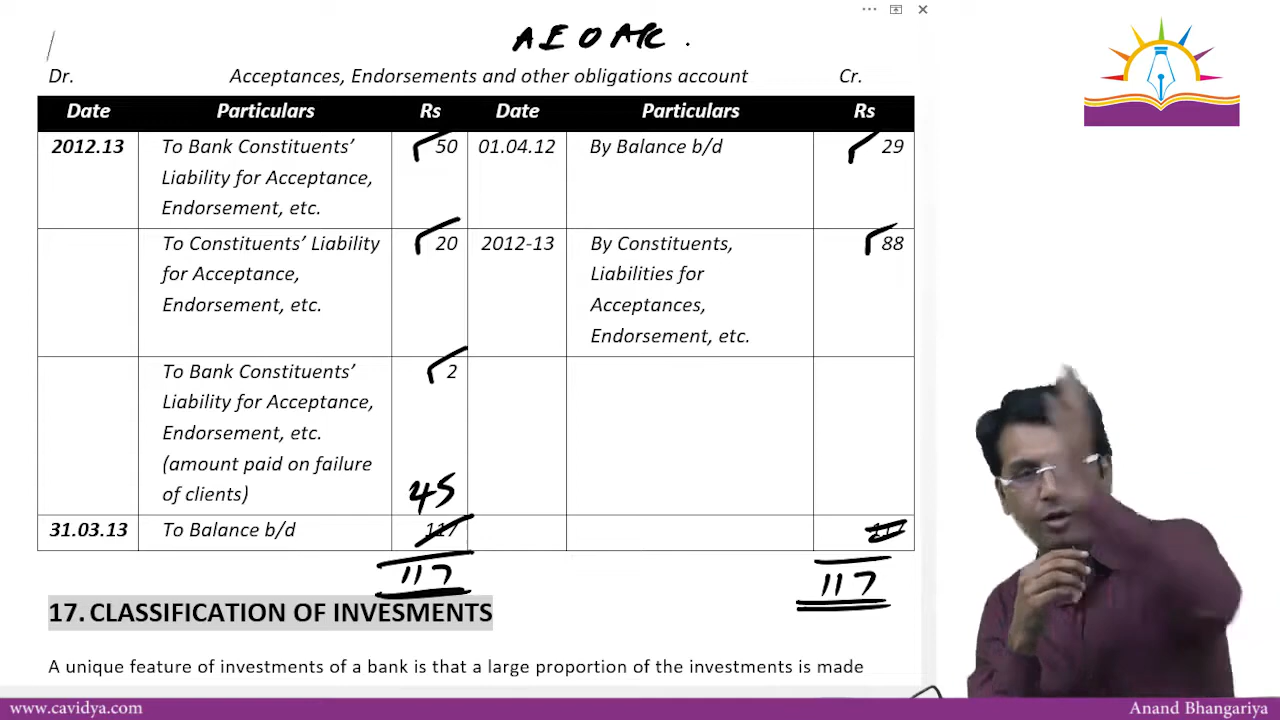 A E O A/c .
Dr. Acceptances, Endorsements and other obligations account Cr.
Date Particulars Rs Date Particulars Rs
2012.13 To Bank Constituents’ 50 01.04.12 By Balance b/d 29
Liability for Acceptance,
Endorsement, etc.
To Constituents’ Liability 20 2012-13 By Constituents, 88
for Acceptance, Liabilities for
Endorsement, etc. Acceptances,
Endorsement, etc.
To Bank Constituents’ 2
Liability for Acceptance,
Endorsement, etc.
(amount paid on failure
of clients) 45
31.03.13 To Balance b/d 117 117
117 117
17. CLASSIFICATION OF INVESMENTS
A unique feature of investments of a bank is that a large proportion of the investments is made
www.cavidya.com Anand Bhangariya